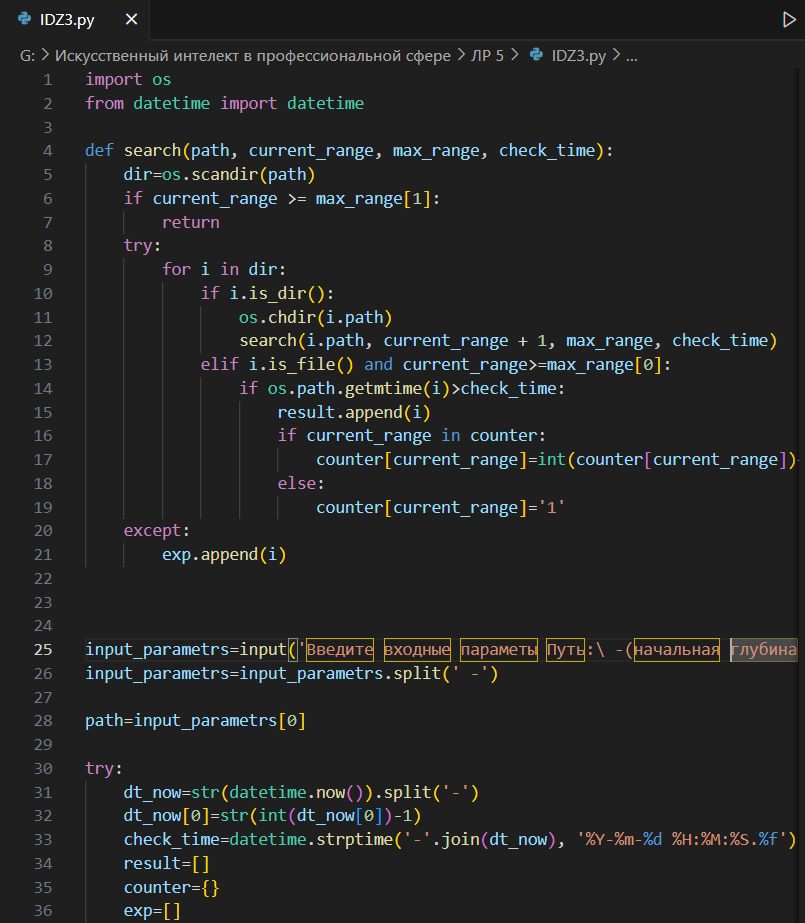 IDZ3.py
G: > Искусственный интелект в профессиональной сфере > ЛР 5 > IDZ3.py > ...
1 import os
2 from datetime import datetime
3
4 def search(path, current_range, max_range, check_time):
5 dir=os.scandir(path)
6 if current_range >= max_range[1]:
7 return
8 try:
9 for i in dir:
10 if i.is_dir():
11 os.chdir(i.path)
12 search(i.path, current_range + 1, max_range, check_time)
13 elif i.is_file() and current_range>=max_range[0]:
14 if os.path.getmtime(i)>check_time:
15 result.append(i)
16 if current_range in counter:
17 counter[current_range]=int(counter[current_range])
18 else:
19 counter[current_range]='1'
20 except:
21 exp.append(i)
22
23
24
25 input_parametrs=input('Введите входные параметы Путь:\ -(начальная глубина
26 input_parametrs=input_parametrs.split(' -')
27
28 path=input_parametrs[0]
29
30 try:
31 dt_now=str(datetime.now()).split('-')
32 dt_now[0]=str(int(dt_now[0])-1)
33 check_time=datetime.strptime('-'.join(dt_now), '%Y-%m-%d %H:%M:%S.%f')
34 result=[]
35 counter={}
36 exp=[]